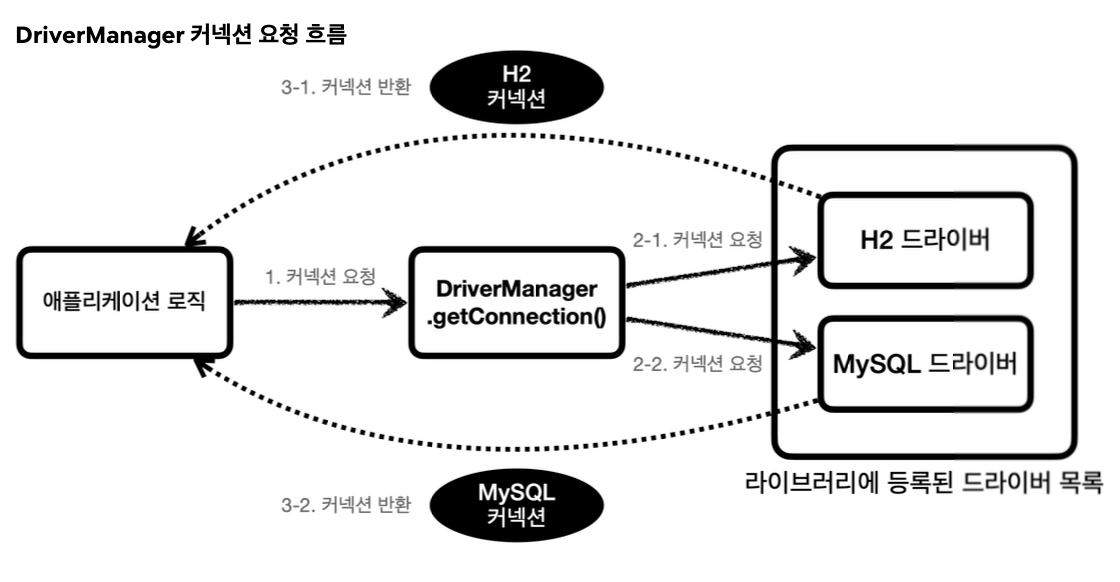 DriverManager 커넥션 요청 흐름
H2
커넥션
3-1. 커넥션 반환
2-1. 커넥션 요청
H2 드라이버
1. 커넥션 요청
애플리케이션 로직
DriverManager
.getConnection()
2-2. 커넥션 요청
MySQL 드라이버
라이브러리에 등록된 드라이버 목록
MySQL
커넥션
3-2. 커넥션 반환